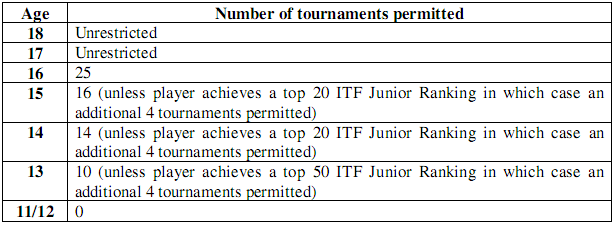 Age Number of tournaments permitted
18 Unrestricted
17 Unrestricted
16 25
15 16 (unless player achieves a top 20 ITF Junior Ranking in which case an
additional 4 tournaments permitted)
14 14 (unless player achieves a top 20 ITF Junior Ranking in which case an
additional 4 tournaments permitted)
13 10 (unless player achieves a top 50 ITF Junior Ranking in which case an
additional 4 tournaments permitted)
11/12 0